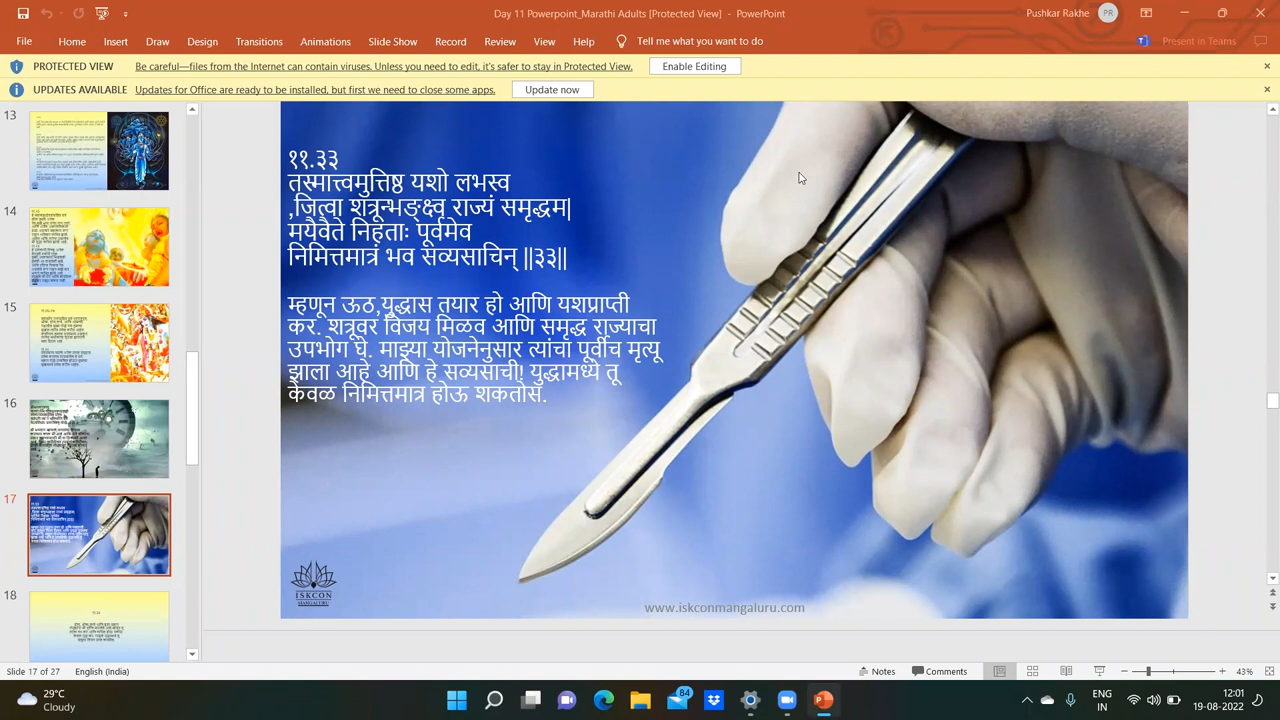 Day 11 Powerpoint_Marathi Adults [Protected View] - PowerPoint
Pushkar Rakhe PR
File Home Insert Draw Design Transitions Animations Slide Show Record Review View Help Tell me what you want to do
Present in Teams
PROTECTED VIEW Be careful—files from the Internet can contain viruses. Unless you need to edit, it's safer to stay in Protected View. Enable Editing
UPDATES AVAILABLE Updates for Office are ready to be installed, but first we need to close some apps. Update now
13
14
15
16
17
18
११.३३
तस्मात्त्वमुत्तिष्ठ यशो लभस्व
,जित्वा शत्रून्भङ्क्ष्व राज्यं समृद्धम्|
मयैवैते निहताः पूर्वमेव
निमित्तमात्रं भव सव्यसाचिन् ||३३||
म्हणून ऊठ,युद्धास तयार हो आणि यशप्राप्ती
कर. शत्रूवर विजय मिळव आणि समृद्ध राज्याचा
उपभोग घे. माझ्या योजनेनुसार त्यांचा पूर्वीच मृत्यू
झाला आहे आणि हे सव्यसाची! युद्धामध्ये तू
केवळ निमित्तमात्र होऊ शकतोस.
ISKCON
MANGALURU
www.iskconmangaluru.com
Slide 17 of 27 English (India)
Notes Comments 43%
29°C
Cloudy
84
ENG
IN
12:01
19-08-2022